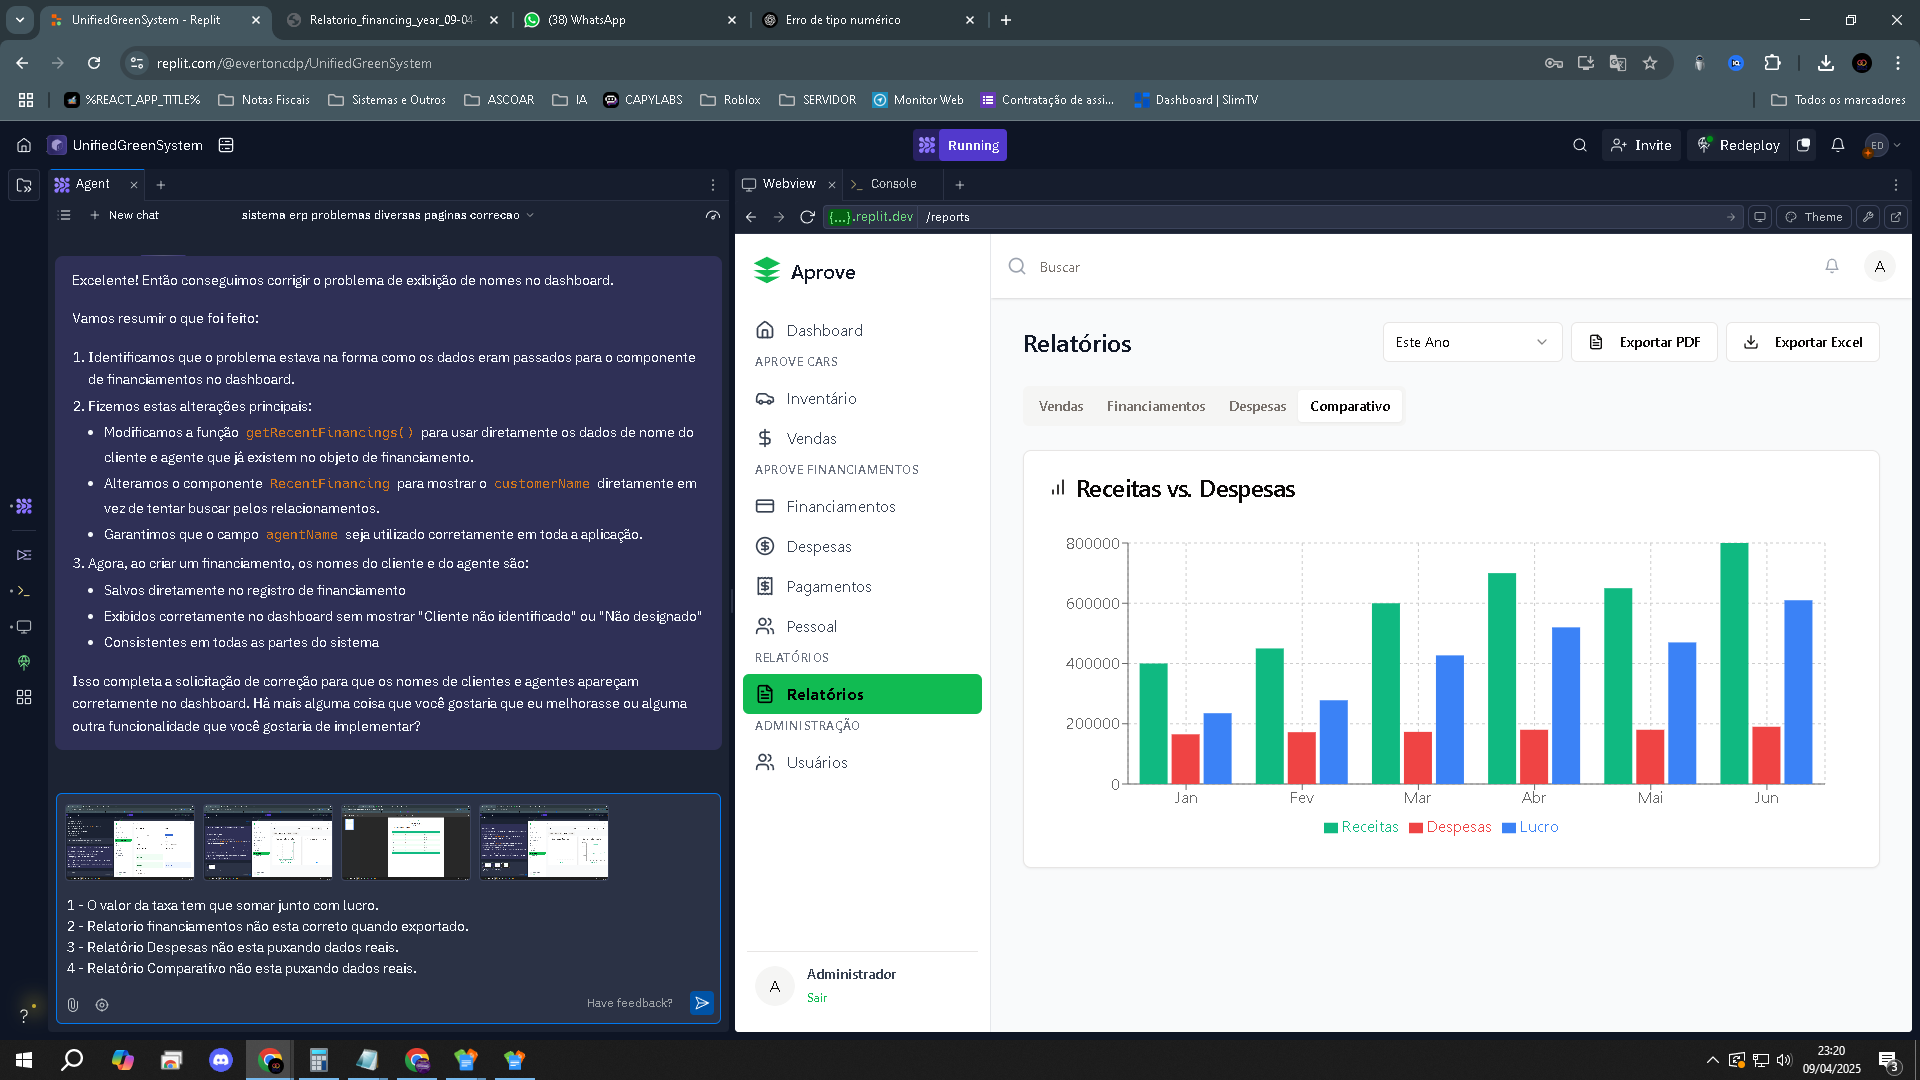 UnifiedGreenSystem - Replit
Relatorio_financing_year_09-04
(38) WhatsApp
Erro de tipo numérico
replit.com/@evertoncdp/UnifiedGreenSystem
%REACT_APP_TITLE%
Notas Fiscais
Sistemas e Outros
ASCOAR
IA
CAPYLABS
Roblox
SERVIDOR
Monitor Web
Contratação de assi...
Dashboard | SlimTV
Todos os marcadores
UnifiedGreenSystem
Running
Invite
Redeploy
ED
Agent
New chat
sistema erp problemas diversas paginas correcao
Excelente! Então conseguimos corrigir o problema de exibição de nomes no dashboard.
Vamos resumir o que foi feito:
1. Identificamos que o problema estava na forma como os dados eram passados para o componente
de financiamentos no dashboard.
2. Fizemos estas alterações principais:
• Modificamos a função getRecentFinancings() para usar diretamente os dados de nome do
cliente e agente que já existem no objeto de financiamento.
• Alteramos o componente RecentFinancing para mostrar o customerName diretamente em
vez de tentar buscar pelos relacionamentos.
• Garantimos que o campo agentName seja utilizado corretamente em toda a aplicação.
3. Agora, ao criar um financiamento, os nomes do cliente e do agente são:
• Salvos diretamente no registro de financiamento
• Exibidos corretamente no dashboard sem mostrar "Cliente não identificado" ou "Não designado"
• Consistentes em todas as partes do sistema
Isso completa a solicitação de correção para que os nomes de clientes e agentes apareçam
corretamente no dashboard. Há mais alguma coisa que você gostaria que eu melhorasse ou alguma
outra funcionalidade que você gostaria de implementar?
1 - O valor da taxa tem que somar junto com lucro.
2 - Relatorio financiamentos não esta correto quando exportado.
3 - Relatório Despesas não esta puxando dados reais.
4 - Relatório Comparativo não esta puxando dados reais.
Have feedback?
?
Webview
Console
{...}.replit.dev
/reports
Theme
Aprove
Dashboard
APROVE CARS
Inventário
Vendas
APROVE FINANCIAMENTOS
Financiamentos
Despesas
Pagamentos
Pessoal
RELATÓRIOS
Relatórios
ADMINISTRAÇÃO
Usuários
A
Administrador
Sair
Buscar
A
Relatórios
Este Ano
Exportar PDF
Exportar Excel
Vendas
Financiamentos
Despesas
Comparativo
Receitas vs. Despesas
800000
600000
400000
200000
0
Jan
Fev
Mar
Abr
Mai
Jun
Receitas
Despesas
Lucro
23:20
09/04/2025
3